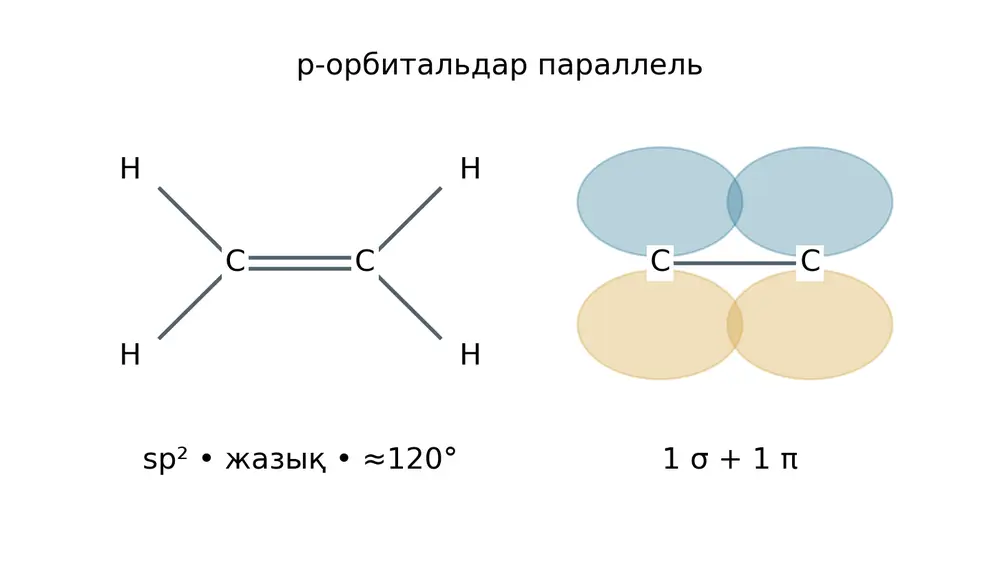 p-орбитальдар параллель
H H
C C
H H
C C
sp² • жазық • ≈120°
1 σ + 1 π